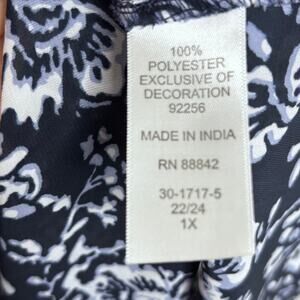 100%
POLYESTER
EXCLUSIVE OF
DECORATION
92256
MADE IN INDIA
RN 88842
30-1717-5
22/24
1X